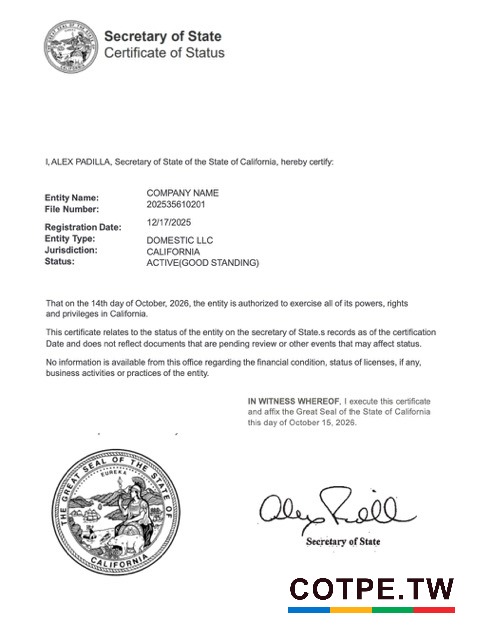 Secretary of State
Certificate of Status
I, ALEX PADILLA, Secretary of State of the State of California, hereby certify:
Entity Name: COMPANY NAME
File Number: 202535610201
Registration Date: 12/17/2025
Entity Type: DOMESTIC LLC
Jurisdiction: CALIFORNIA
Status: ACTIVE(GOOD STANDING)
That on the 14th day of October, 2026, the entity is authorized to exercise all of its powers, rights
and privileges in California.
This certificate relates to the status of the entity on the secretary of State.s records as of the certification
Date and does not reflect documents that are pending review or other events that may affect status.
No information is available from this office regarding the financial condition, status of licenses, if any,
business activities or practices of the entity.
IN WITNESS WHEREOF, I execute this certificate
and affix the Great Seal of the State of California
this day of October 15, 2026.
THE GREAT SEAL OF THE STATE OF CALIFORNIA
EUREKA
Secretary of State
COTPE.TW